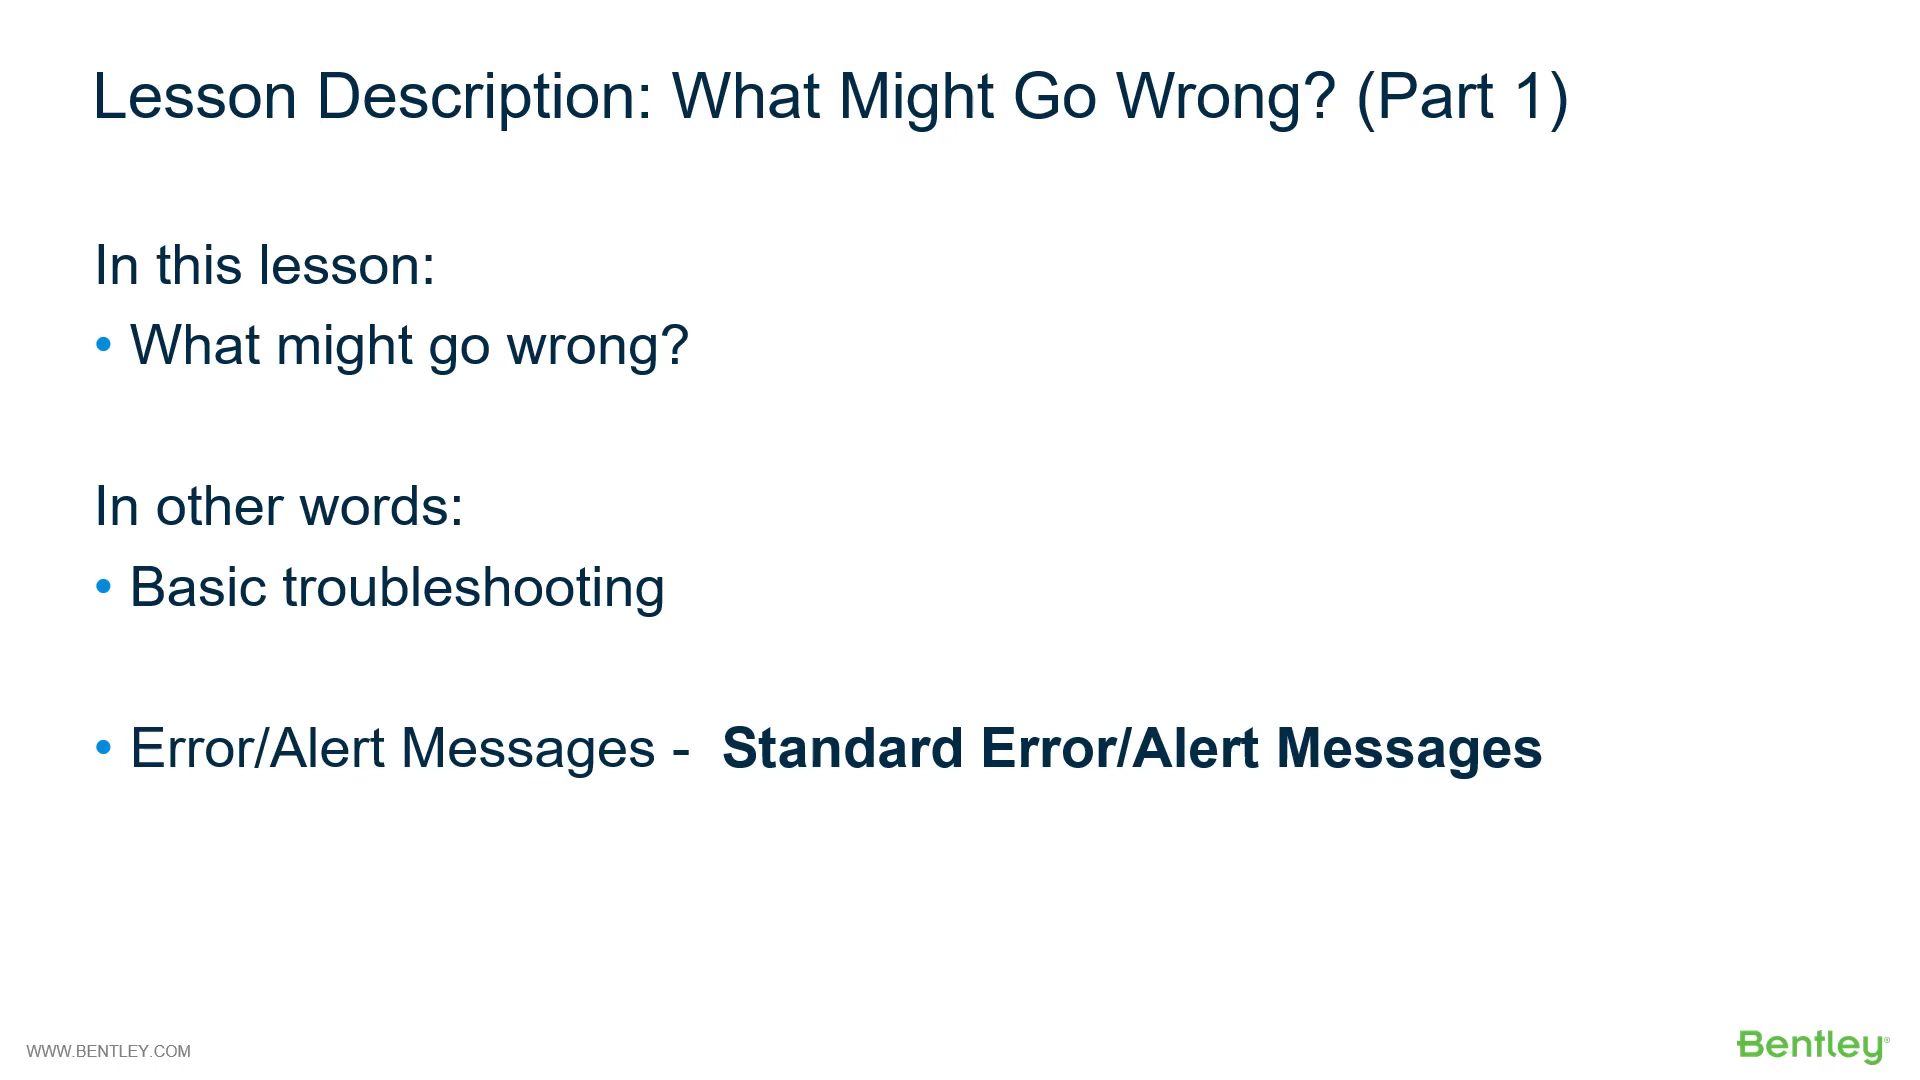 Lesson Description: What Might Go Wrong? (Part 1)
In this lesson:
• What might go wrong?
In other words:
• Basic troubleshooting
• Error/Alert Messages - Standard Error/Alert Messages
WWW.BENTLEY.COM
Bentley®